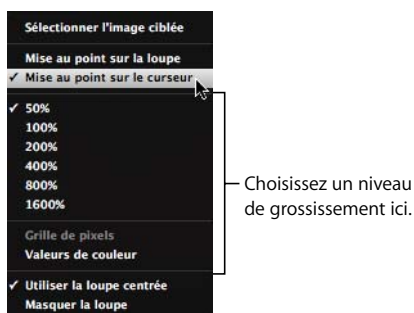 Sélectionner l'image ciblée
Mise au point sur la loupe
✓ Mise au point sur le curseur
✓ 50%
100%
200%
400%
800%
1600%
Grille de pixels
Valeurs de couleur
✓ Utiliser la loupe centrée
Masquer la loupe
Choisissez un niveau
de grossissement ici.